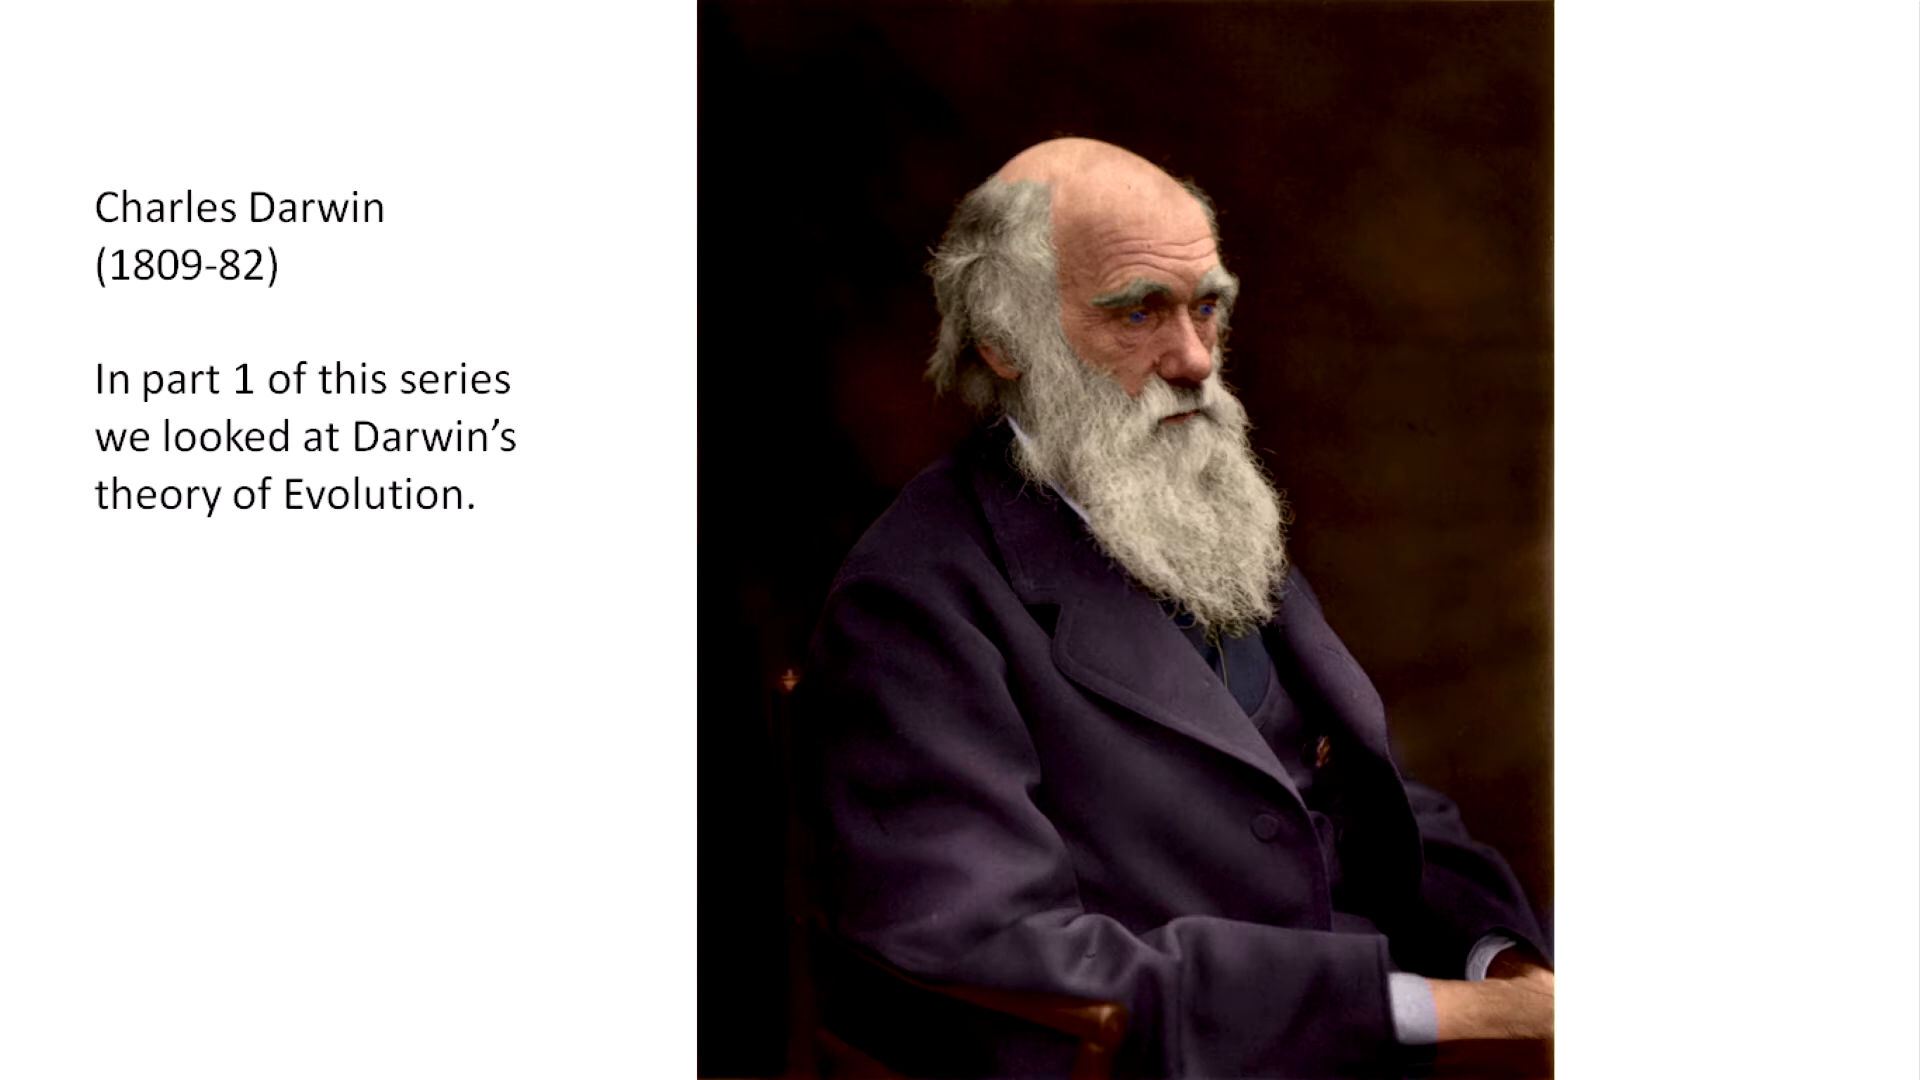 Charles Darwin
(1809-82)
In part 1 of this series
we looked at Darwin’s
theory of Evolution.